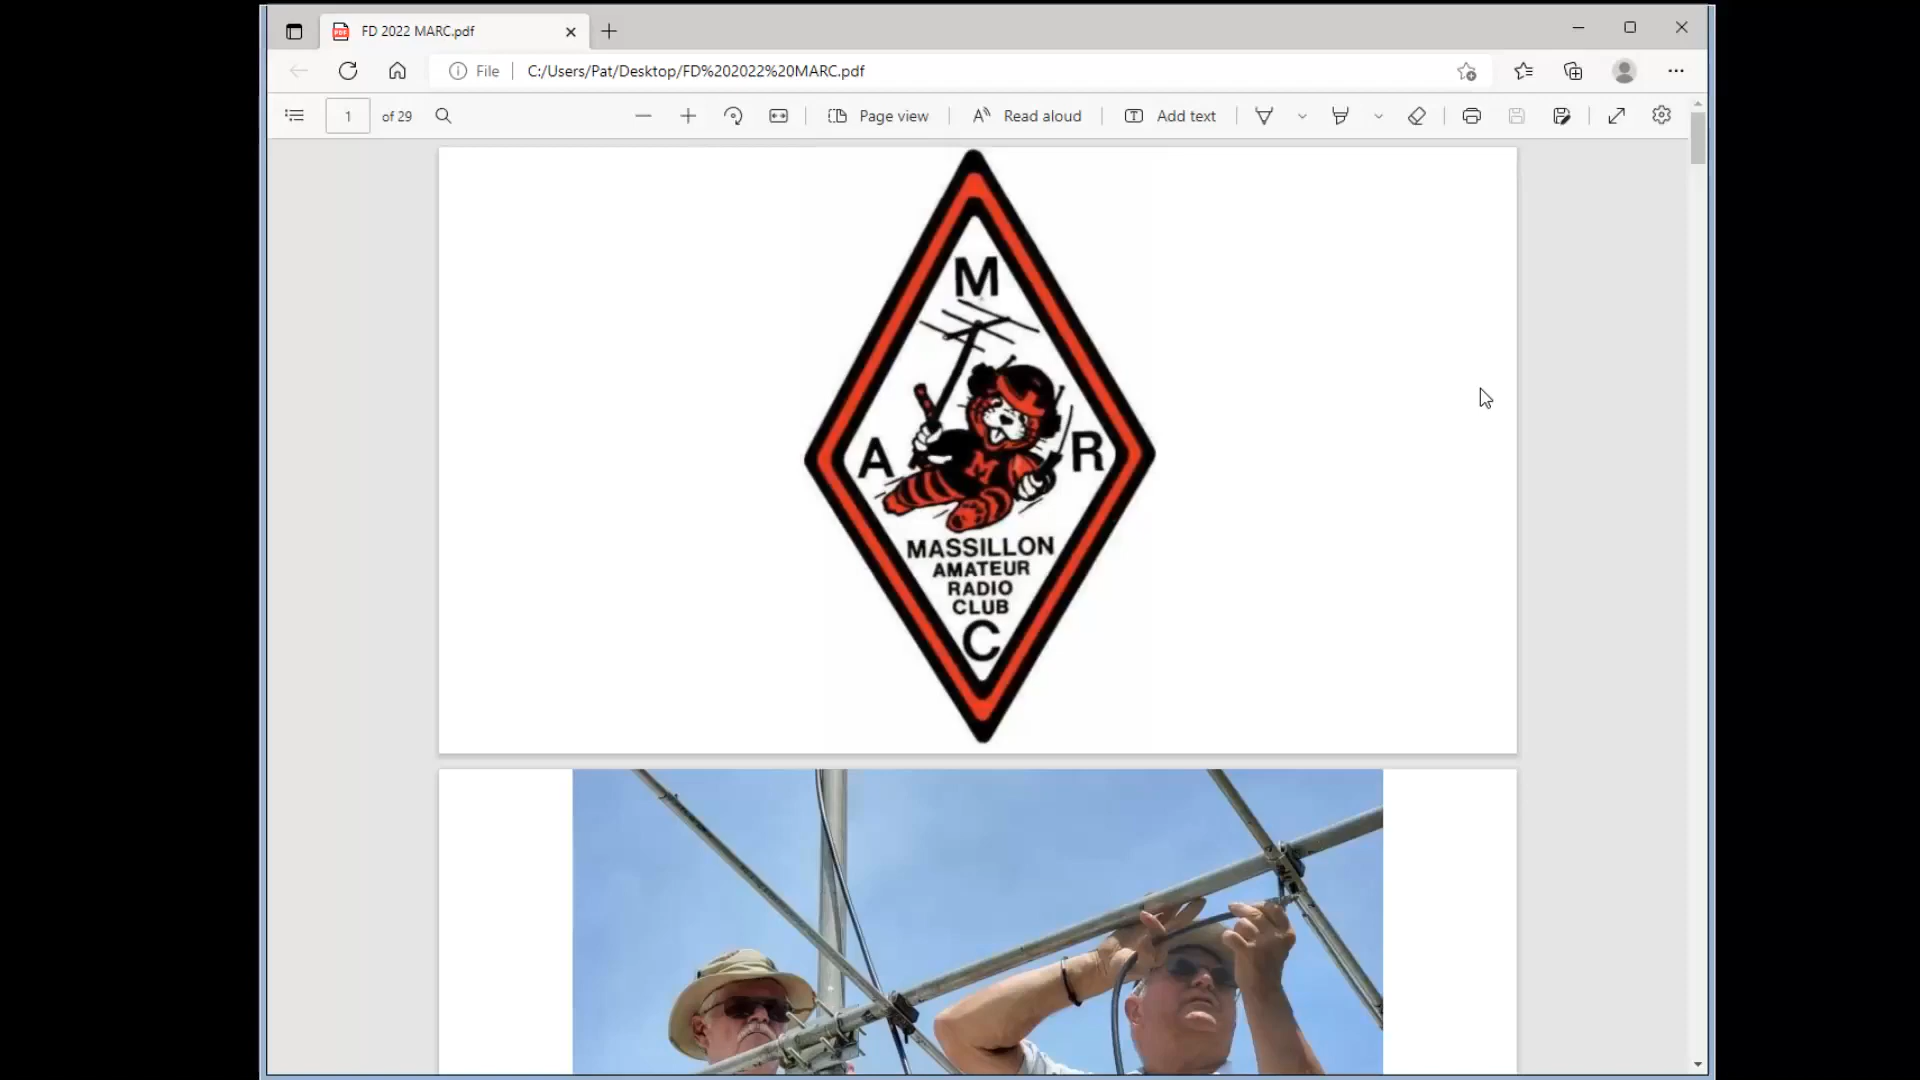 FD 2022 MARC.pdf
File
C:/Users/Pat/Desktop/FD%202022%20MARC.pdf
1 of 29
Page view
Read aloud
Add text
M
A R
M
MASSILLON
AMATEUR
RADIO
CLUB
C